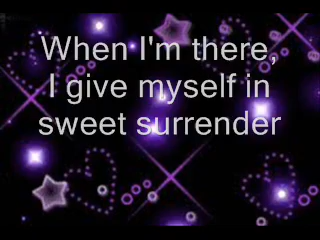 When I'm there,
I give myself in
sweet surrender